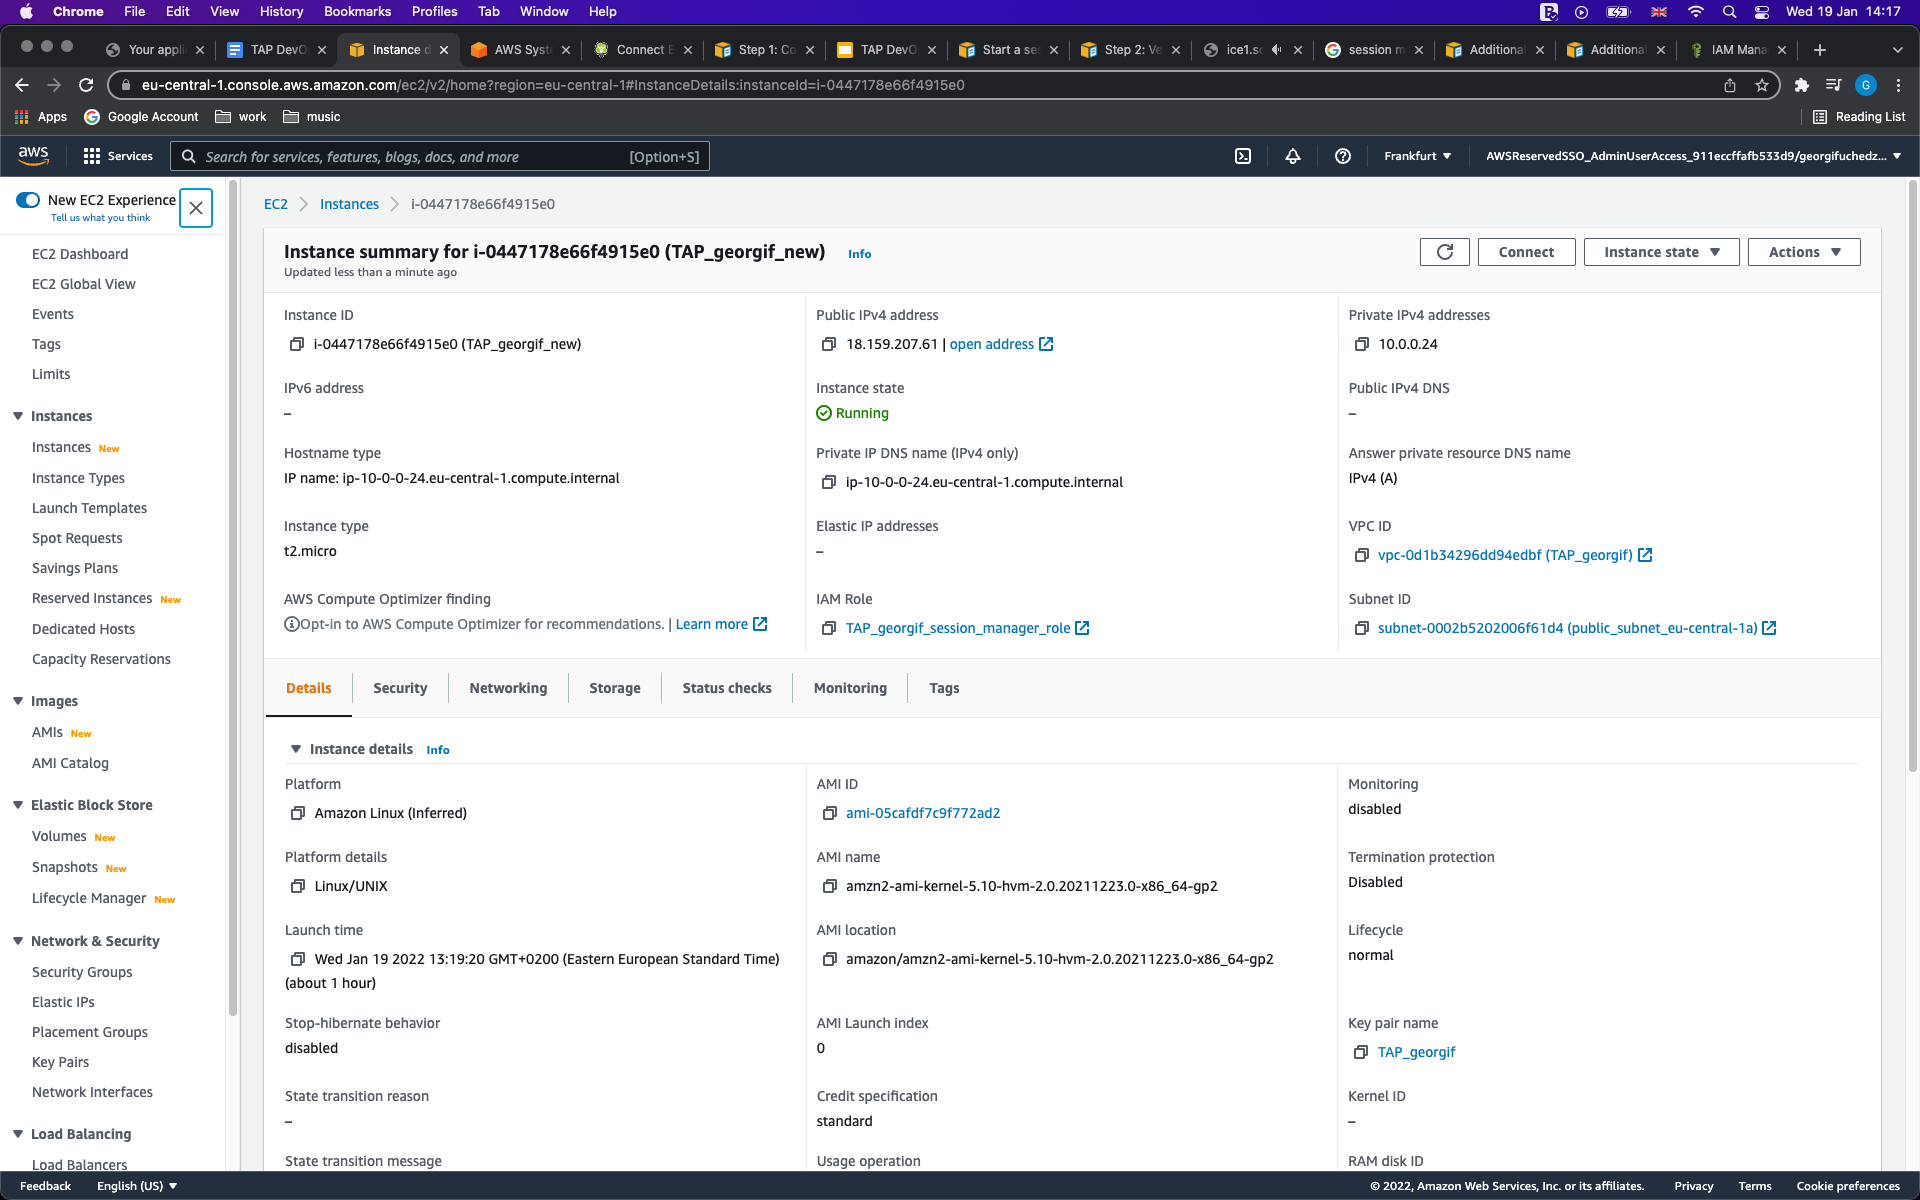 Chrome File Edit View History Bookmarks Profiles Tab Window Help Wed 19 Jan 14:17
Your appli TAP DevO Instance d AWS Syst Connect E Step 1: Co TAP DevO Start a se Step 2: Ve ice1.so session m Additional Additional IAM Mana
eu-central-1.console.aws.amazon.com/ec2/v2/home?region=eu-central-1#InstanceDetails:instanceId=i-0447178e66f4915e0 G
Apps Google Account work music Reading List
aws Services Search for services, features, blogs, docs, and more [Option+S] Frankfurt AWSReservedSSO_AdminUserAccess_911eccffafb533d9/georgifuchedz...
New EC2 Experience
Tell us what you think
EC2 Dashboard
EC2 Global View
Events
Tags
Limits
Instances
Instances New
Instance Types
Launch Templates
Spot Requests
Savings Plans
Reserved Instances New
Dedicated Hosts
Capacity Reservations
Images
AMIs New
AMI Catalog
Elastic Block Store
Volumes New
Snapshots New
Lifecycle Manager New
Network & Security
Security Groups
Elastic IPs
Placement Groups
Key Pairs
Network Interfaces
Load Balancing
Load Balancers
EC2 Instances i-0447178e66f4915e0
Instance summary for i-0447178e66f4915e0 (TAP_georgif_new) Info
Updated less than a minute ago
Connect Instance state Actions
Instance ID
i-0447178e66f4915e0 (TAP_georgif_new)
Public IPv4 address
18.159.207.61 | open address
Private IPv4 addresses
10.0.0.24
IPv6 address
–
Instance state
Running
Public IPv4 DNS
–
Hostname type
IP name: ip-10-0-0-24.eu-central-1.compute.internal
Private IP DNS name (IPv4 only)
ip-10-0-0-24.eu-central-1.compute.internal
Answer private resource DNS name
IPv4 (A)
Instance type
t2.micro
Elastic IP addresses
–
VPC ID
vpc-0d1b34296dd94edbf (TAP_georgif)
AWS Compute Optimizer finding
Opt-in to AWS Compute Optimizer for recommendations. | Learn more
IAM Role
TAP_georgif_session_manager_role
Subnet ID
subnet-0002b5202006f61d4 (public_subnet_eu-central-1a)
Details Security Networking Storage Status checks Monitoring Tags
Instance details Info
Platform
Amazon Linux (Inferred)
AMI ID
ami-05cafdf7c9f772ad2
Monitoring
disabled
Platform details
Linux/UNIX
AMI name
amzn2-ami-kernel-5.10-hvm-2.0.20211223.0-x86_64-gp2
Termination protection
Disabled
Launch time
Wed Jan 19 2022 13:19:20 GMT+0200 (Eastern European Standard Time)
(about 1 hour)
AMI location
amazon/amzn2-ami-kernel-5.10-hvm-2.0.20211223.0-x86_64-gp2
Lifecycle
normal
Stop-hibernate behavior
disabled
AMI Launch index
0
Key pair name
TAP_georgif
State transition reason
–
Credit specification
standard
Kernel ID
–
State transition message
Usage operation
RAM disk ID
Feedback English (US) © 2022, Amazon Web Services, Inc. or its affiliates. Privacy Terms Cookie preferences